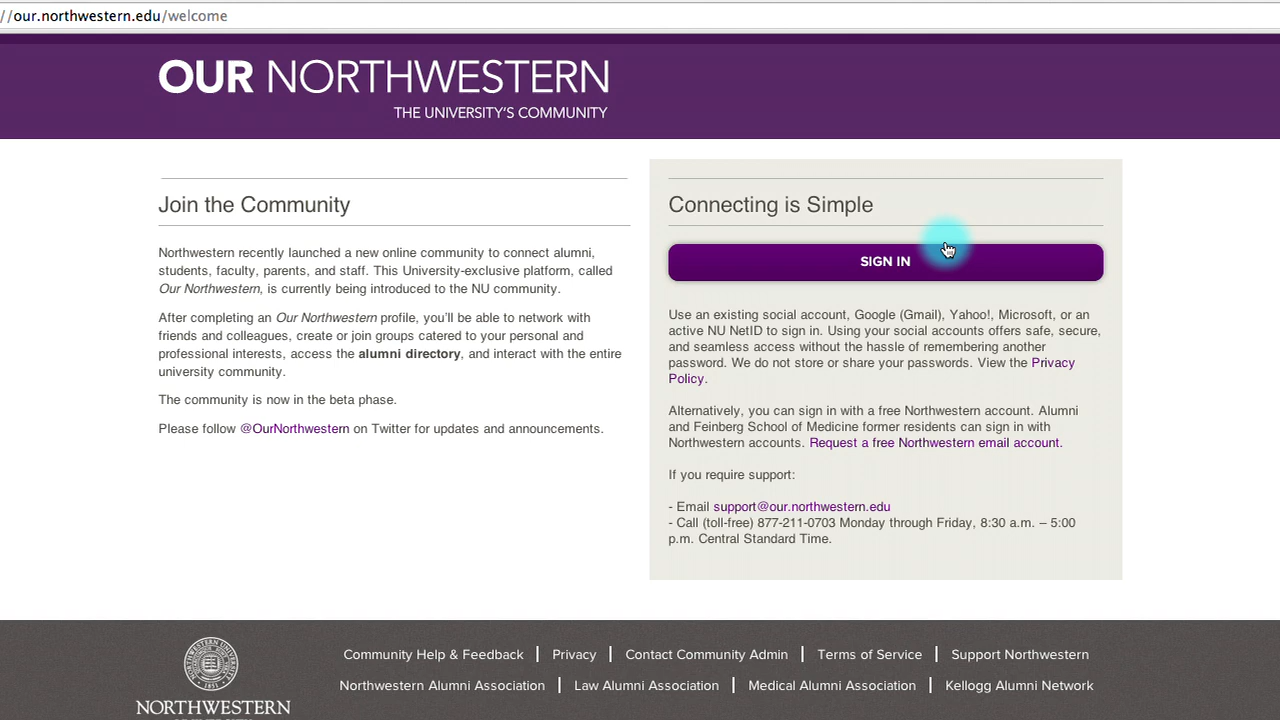 //our.northwestern.edu/welcome
OUR NORTHWESTERN
THE UNIVERSITY'S COMMUNITY
Join the Community
Northwestern recently launched a new online community to connect alumni,
students, faculty, parents, and staff. This University-exclusive platform, called
Our Northwestern, is currently being introduced to the NU community.
After completing an Our Northwestern profile, you'll be able to network with
friends and colleagues, create or join groups catered to your personal and
professional interests, access the alumni directory, and interact with the entire
university community.
The community is now in the beta phase.
Please follow @OurNorthwestern on Twitter for updates and announcements.
Connecting is Simple
SIGN IN
Use an existing social account, Google (Gmail), Yahoo!, Microsoft, or an
active NU NetID to sign in. Using your social accounts offers safe, secure,
and seamless access without the hassle of remembering another
password. We do not store or share your passwords. View the Privacy
Policy.
Alternatively, you can sign in with a free Northwestern account. Alumni
and Feinberg School of Medicine former residents can sign in with
Northwestern accounts. Request a free Northwestern email account.
If you require support:
- Email support@our.northwestern.edu
- Call (toll-free) 877-211-0703 Monday through Friday, 8:30 a.m. – 5:00
p.m. Central Standard Time.
Community Help & Feedback | Privacy | Contact Community Admin | Terms of Service | Support Northwestern
Northwestern Alumni Association | Law Alumni Association | Medical Alumni Association | Kellogg Alumni Network
1851
NORTHWESTERN